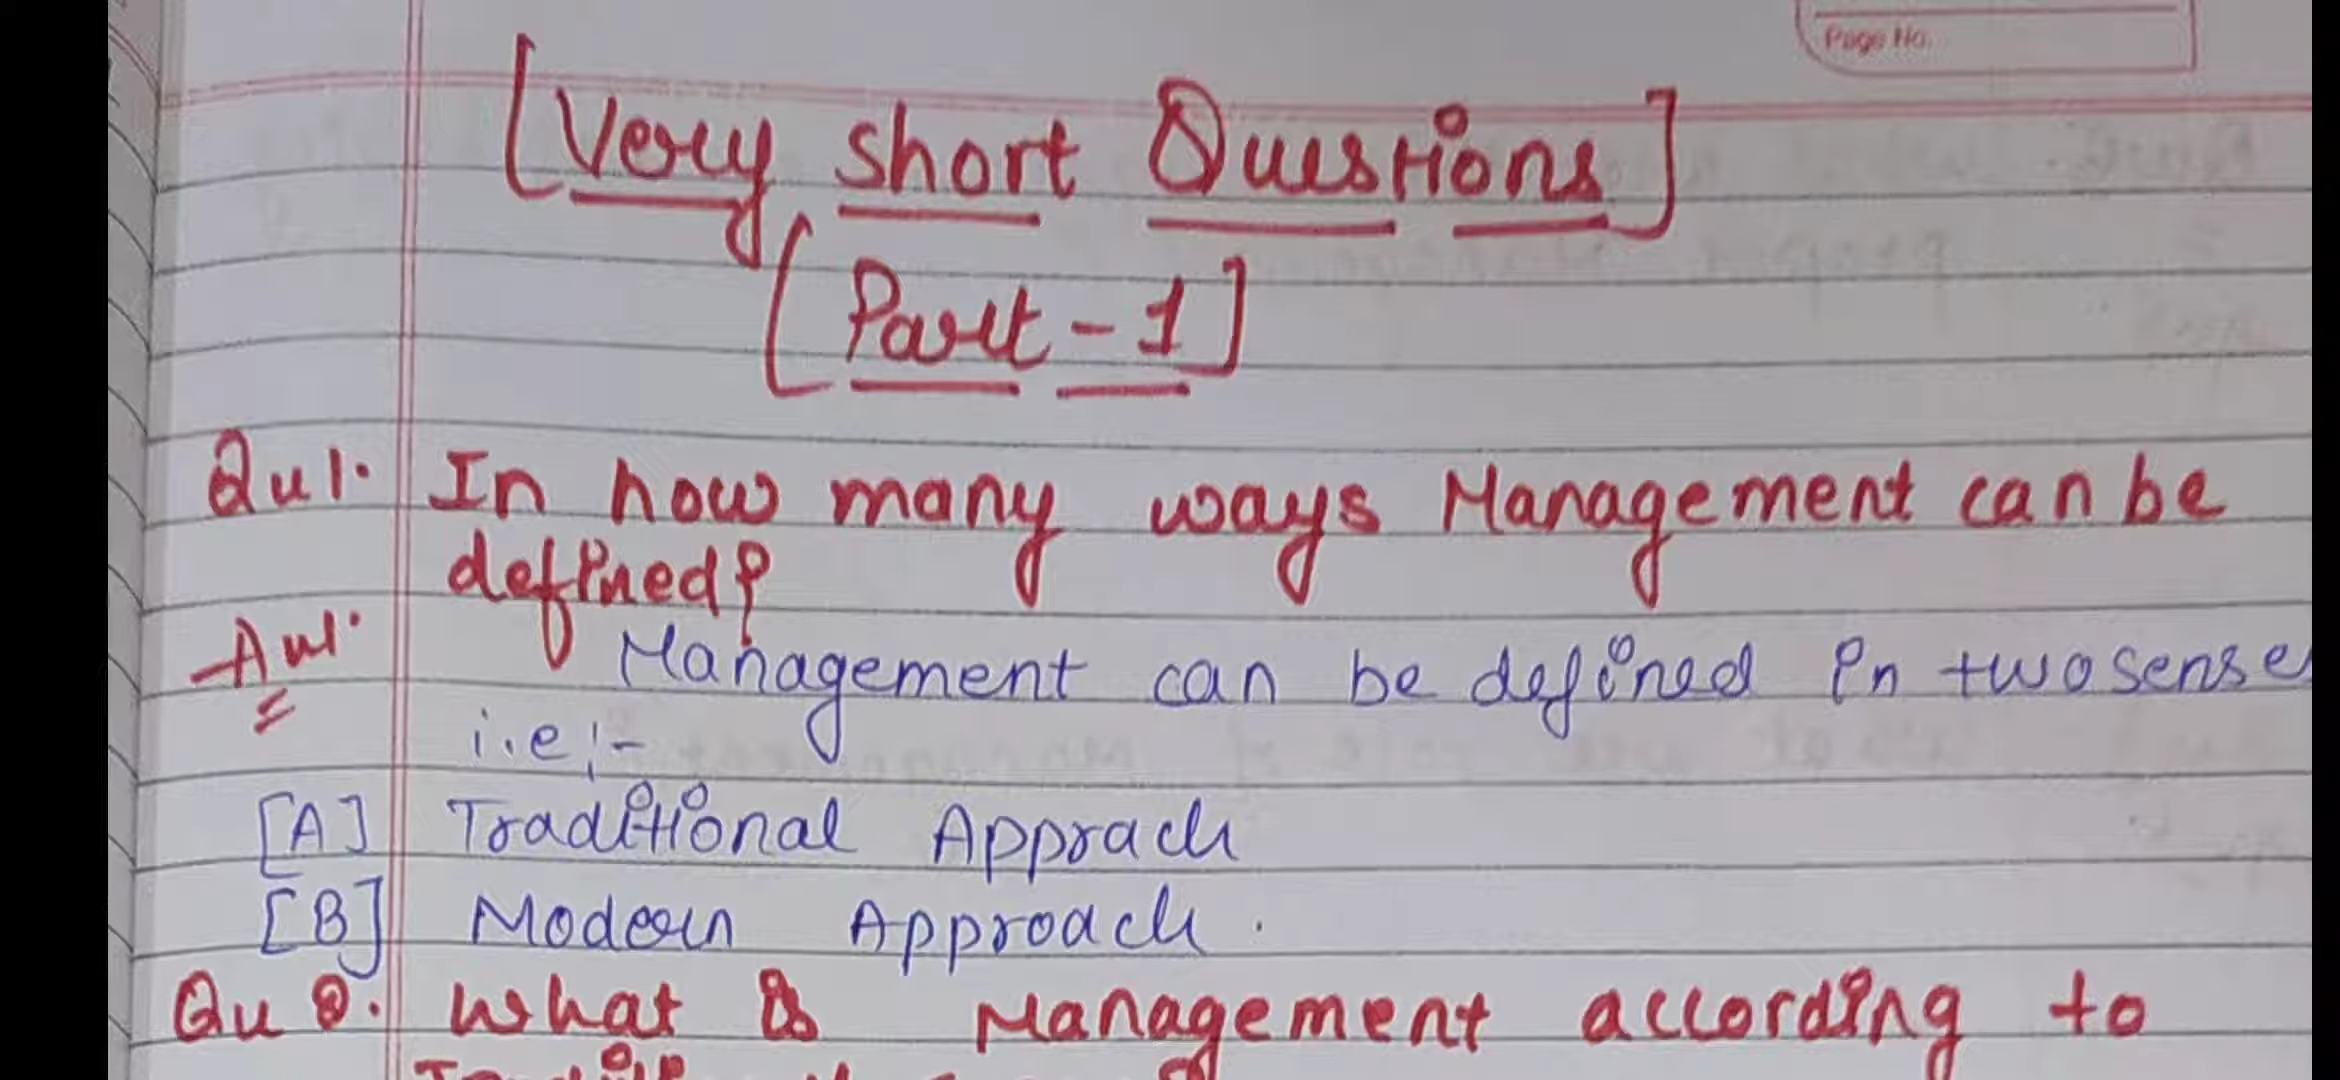 Page No.
[Very short Questions]
[Part-1]
Qu1. In how many ways Management can be
defined?
Ans. Management can be defined in two sense
i.e:-
[A] Traditional Apprach
[B] Modern Approach.
Qu 2. What is Management according to